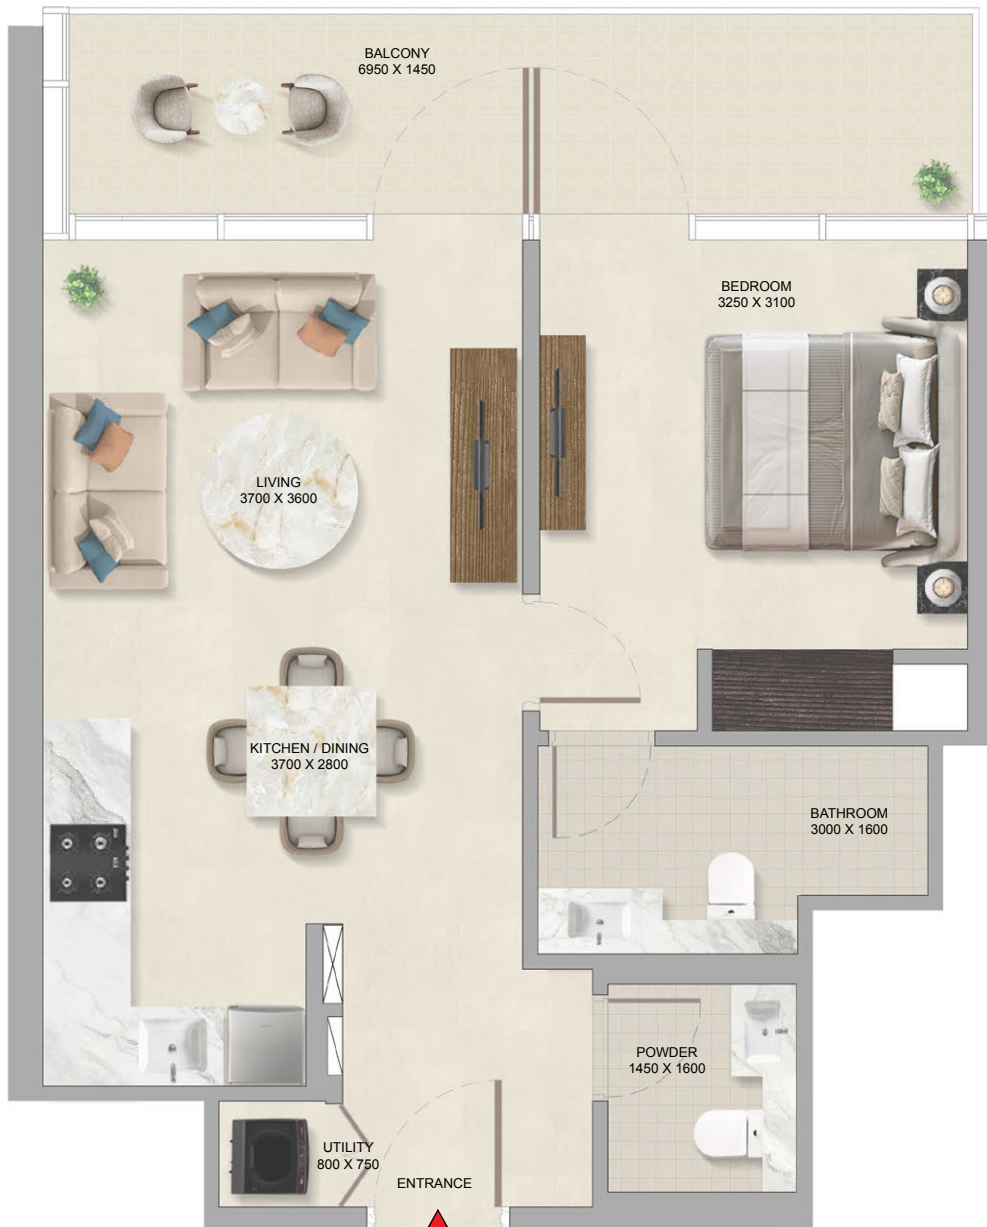 BALCONY
6950 X 1450
BEDROOM
3250 X 3100
LIVING
3700 X 3600
KITCHEN / DINING
3700 X 2800
BATHROOM
3000 X 1600
POWDER
1450 X 1600
UTILITY
800 X 750
ENTRANCE